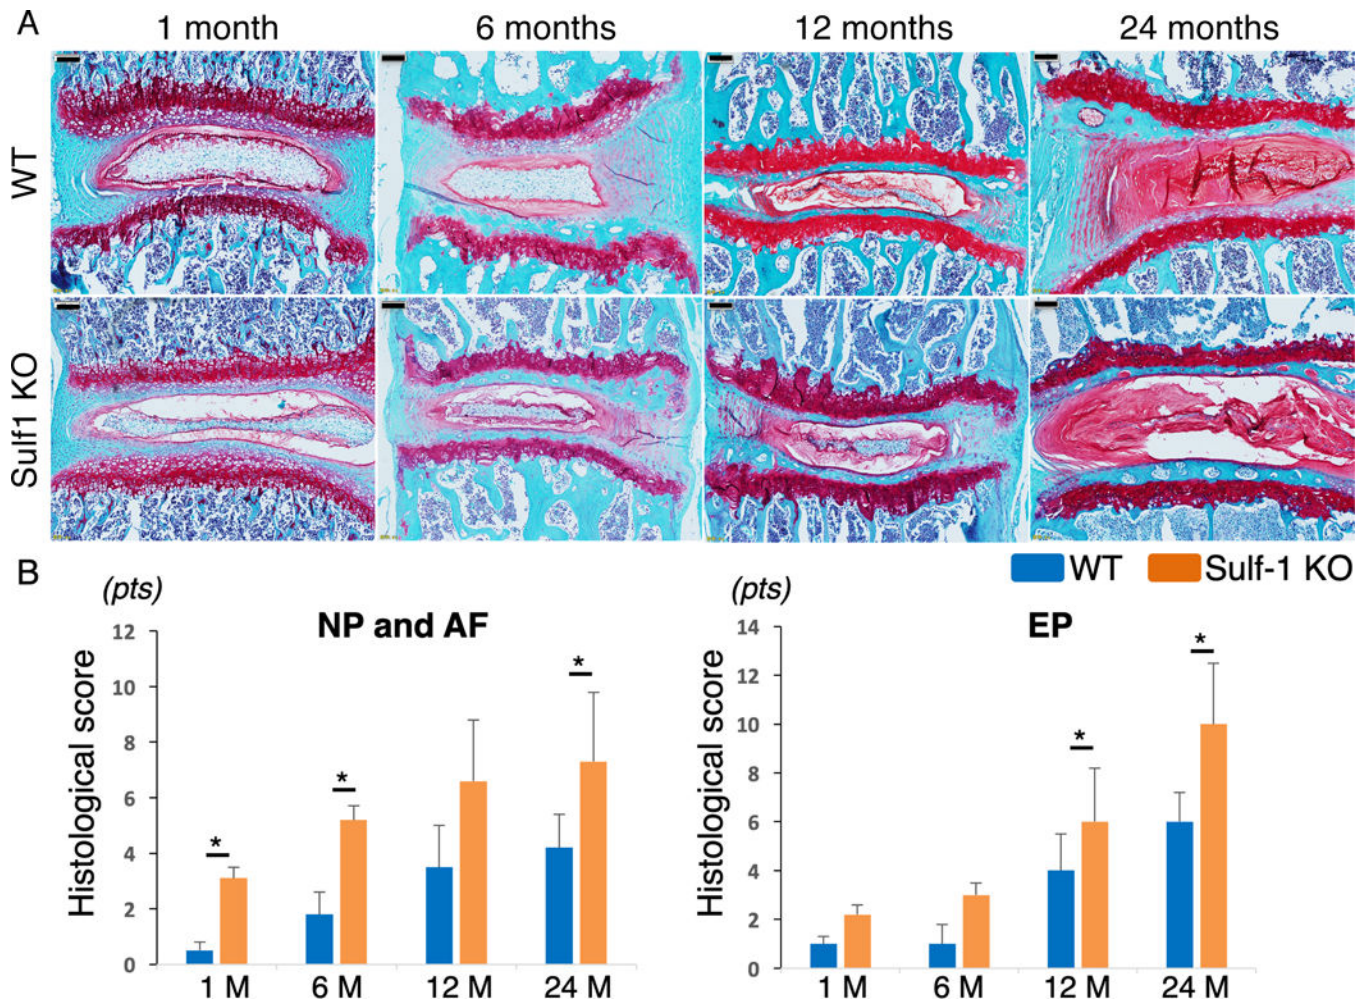 A
1 month 6 months 12 months 24 months
WT
Sulf1 KO
B
WT Sulf-1 KO
(pts)
NP and AF
Histological score
12
10
8
6
4
2
0
*
*
*
1 M 6 M 12 M 24 M
(pts)
EP
Histological score
14
12
10
8
6
4
2
0
*
*
1 M 6 M 12 M 24 M